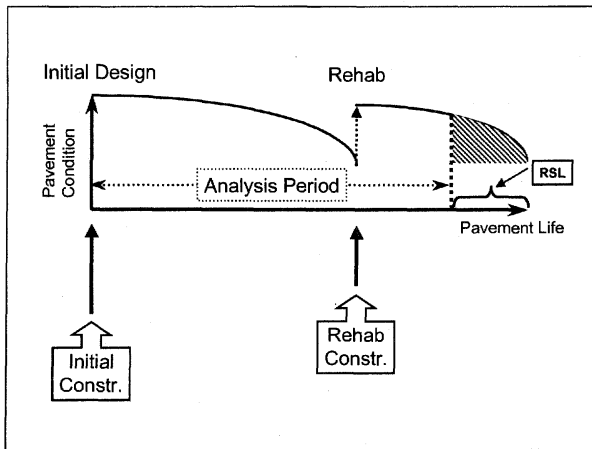 Initial Design
Rehab
Pavement
Condition
Analysis Period
RSL
Pavement Life
Initial
Constr.
Rehab
Constr.